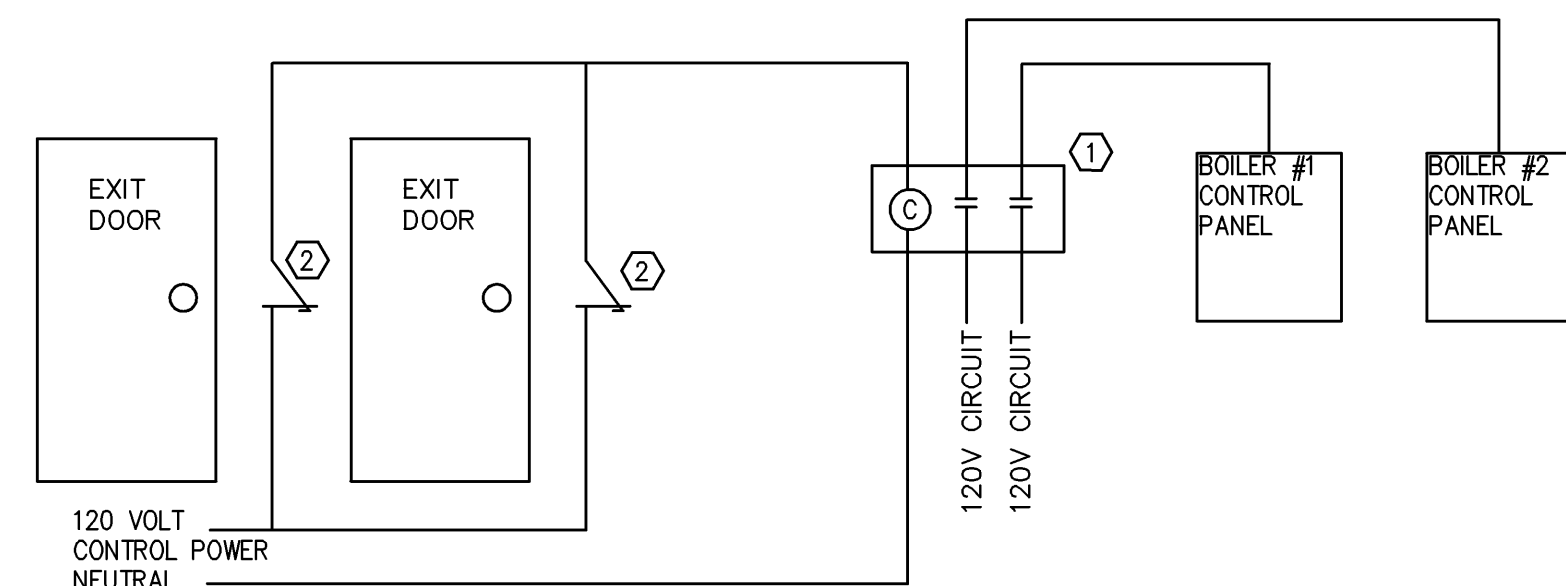 EXIT
DOOR
2
EXIT
DOOR
2
C
1
120V CIRCUIT
120V CIRCUIT
BOILER #1
CONTROL
PANEL
BOILER #2
CONTROL
PANEL
120 VOLT
CONTROL POWER
NEUTRAL